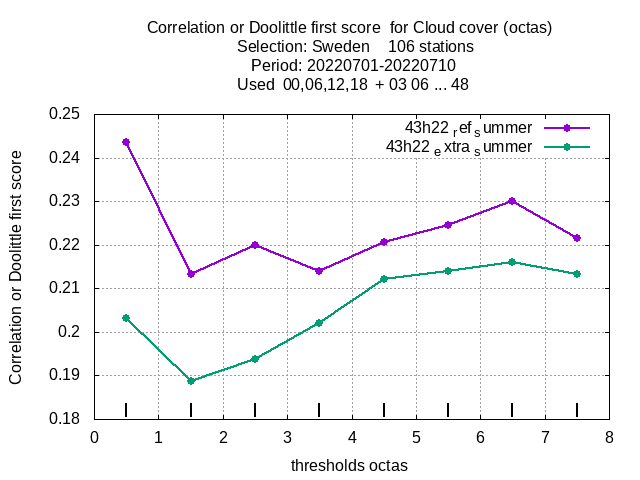 Correlation or Doolittle first score  for Cloud cover (octas)
Selection: Sweden    106 stations
Period: 20220701-20220710
Used  00,06,12,18  + 03 06 ... 48
43h22 ref summer
43h22 extra summer
0.25
0.24
0.23
0.22
0.21
0.2
0.19
0.18
Correlation or Doolittle first score
0 1 2 3 4 5 6 7 8
thresholds octas